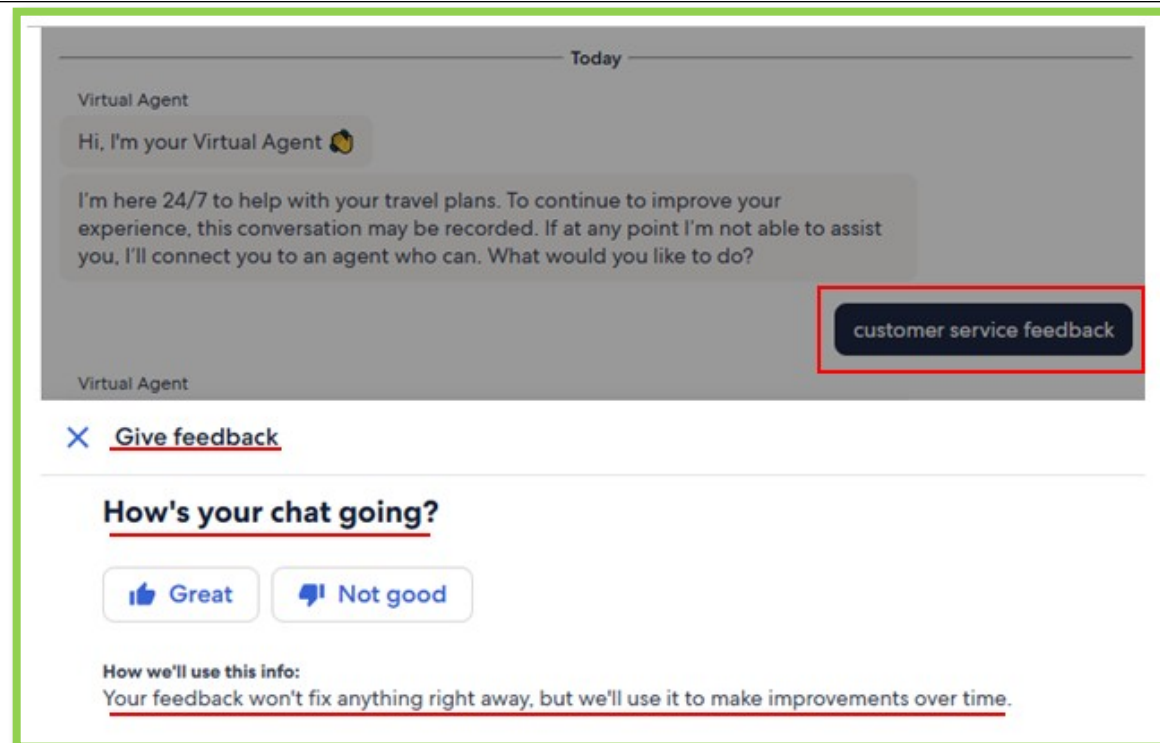 Today
Virtual Agent
Hi, I'm your Virtual Agent
I'm here 24/7 to help with your travel plans. To continue to improve your
experience, this conversation may be recorded. If at any point I'm not able to assist
you, I'll connect you to an agent who can. What would you like to do?
customer service feedback
Virtual Agent
Give feedback
How's your chat going?
Great
Not good
How we'll use this info:
Your feedback won't fix anything right away, but we'll use it to make improvements over time.